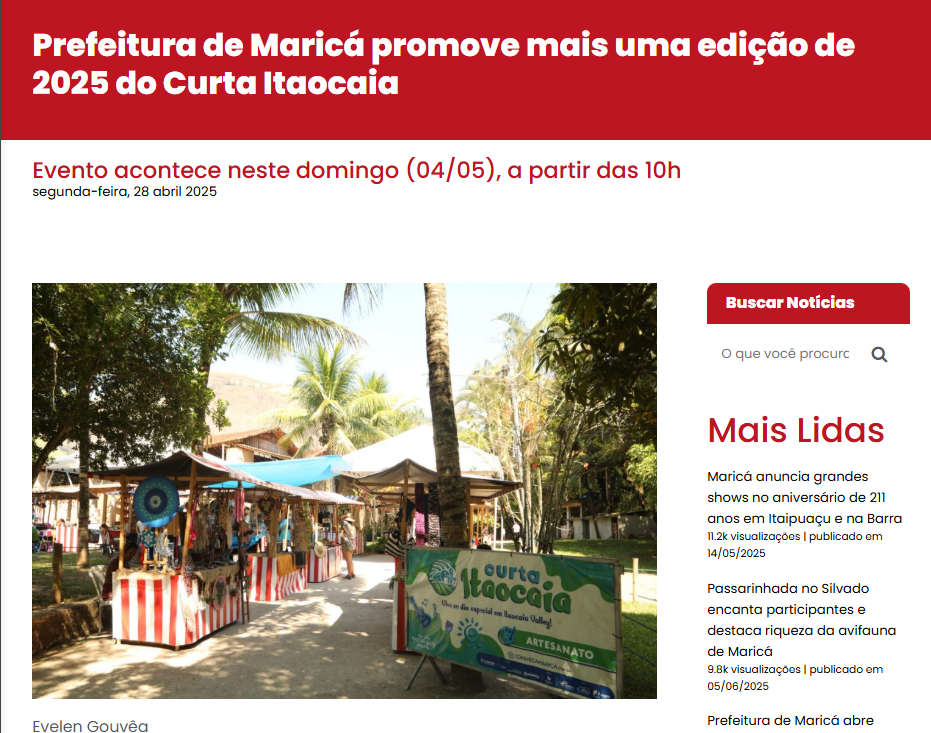 Prefeitura de Maricá promove mais uma edição de
2025 do Curta Itaocaia
Evento acontece neste domingo (04/05), a partir das 10h
segunda-feira, 28 abril 2025
curta
Itaocaia
Viva um dia especial no Itaocaia Valley!
ARTESANATO
Evelen Gouvêa
Buscar Notícias
O que você procurc
Mais Lidas
Maricá anuncia grandes
shows no aniversário de 211
anos em Itaipuaçu e na Barra
11.2k visualizações | publicado em
14/05/2025
Passarinhada no Silvado
encanta participantes e
destaca riqueza da avifauna
de Maricá
9.8k visualizações | publicado em
05/06/2025
Prefeitura de Maricá abre